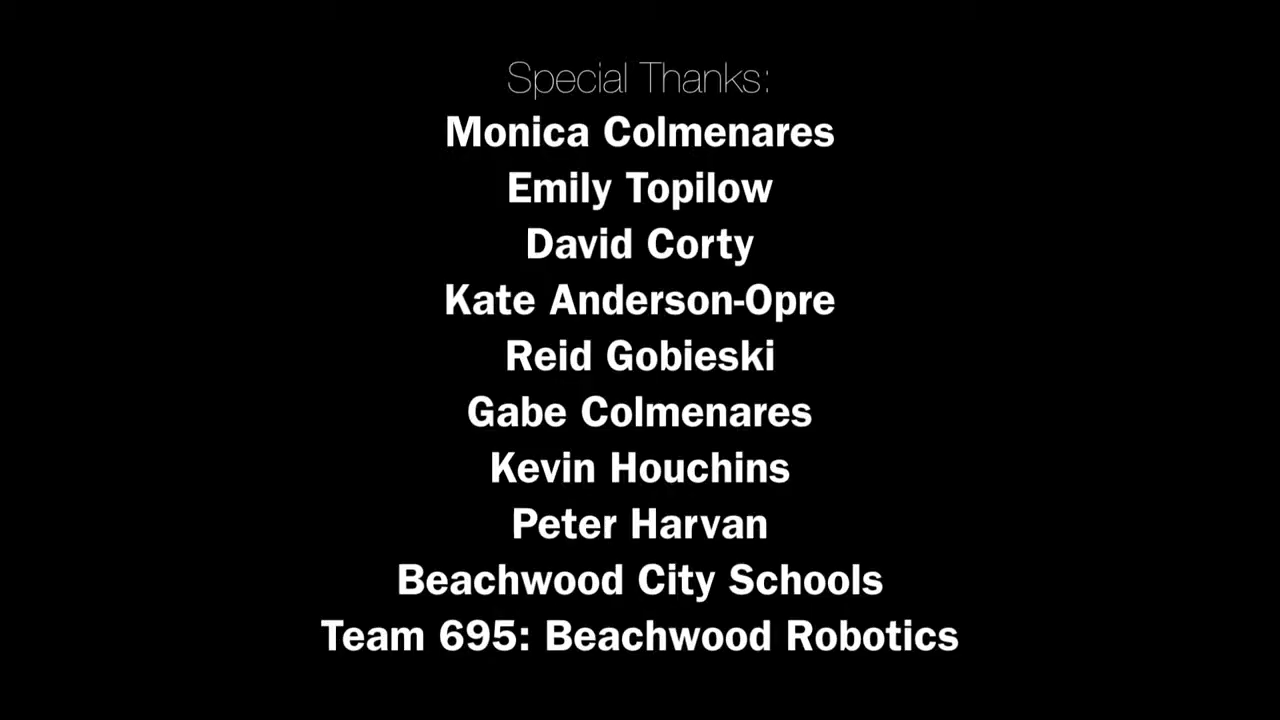 Special Thanks:
Monica Colmenares
Emily Topilow
David Corty
Kate Anderson-Opre
Reid Gobieski
Gabe Colmenares
Kevin Houchins
Peter Harvan
Beachwood City Schools
Team 695: Beachwood Robotics